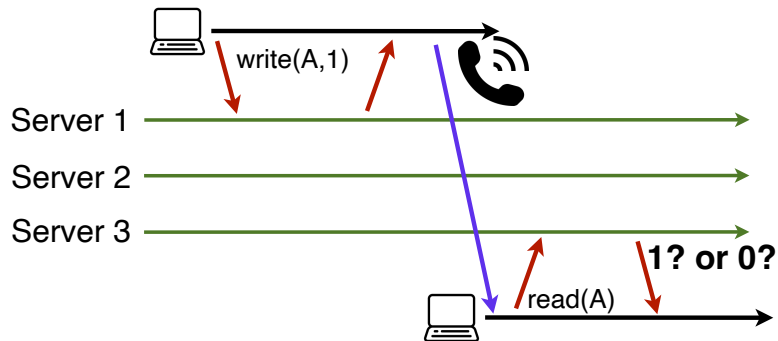 write(A,1)
Server 1
Server 2
Server 3
1? or 0?
read(A)